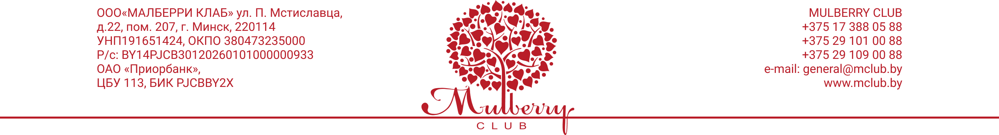 ООО«МАЛБЕРРИ КЛАБ» ул. П. Мстиславца,
д.22, пом. 207, г. Минск, 220114
УНП191651424, ОКПО 380473235000
Р/с: BY14PJCB30120260101000000933
ОАО «Приорбанк»,
ЦБУ 113, БИК PJCBBY2X
Mulberry
CLUB
MULBERRY CLUB
+375 17 388 05 88
+375 29 101 00 88
+375 29 109 00 88
e-mail: general@mclub.by
www.mclub.by